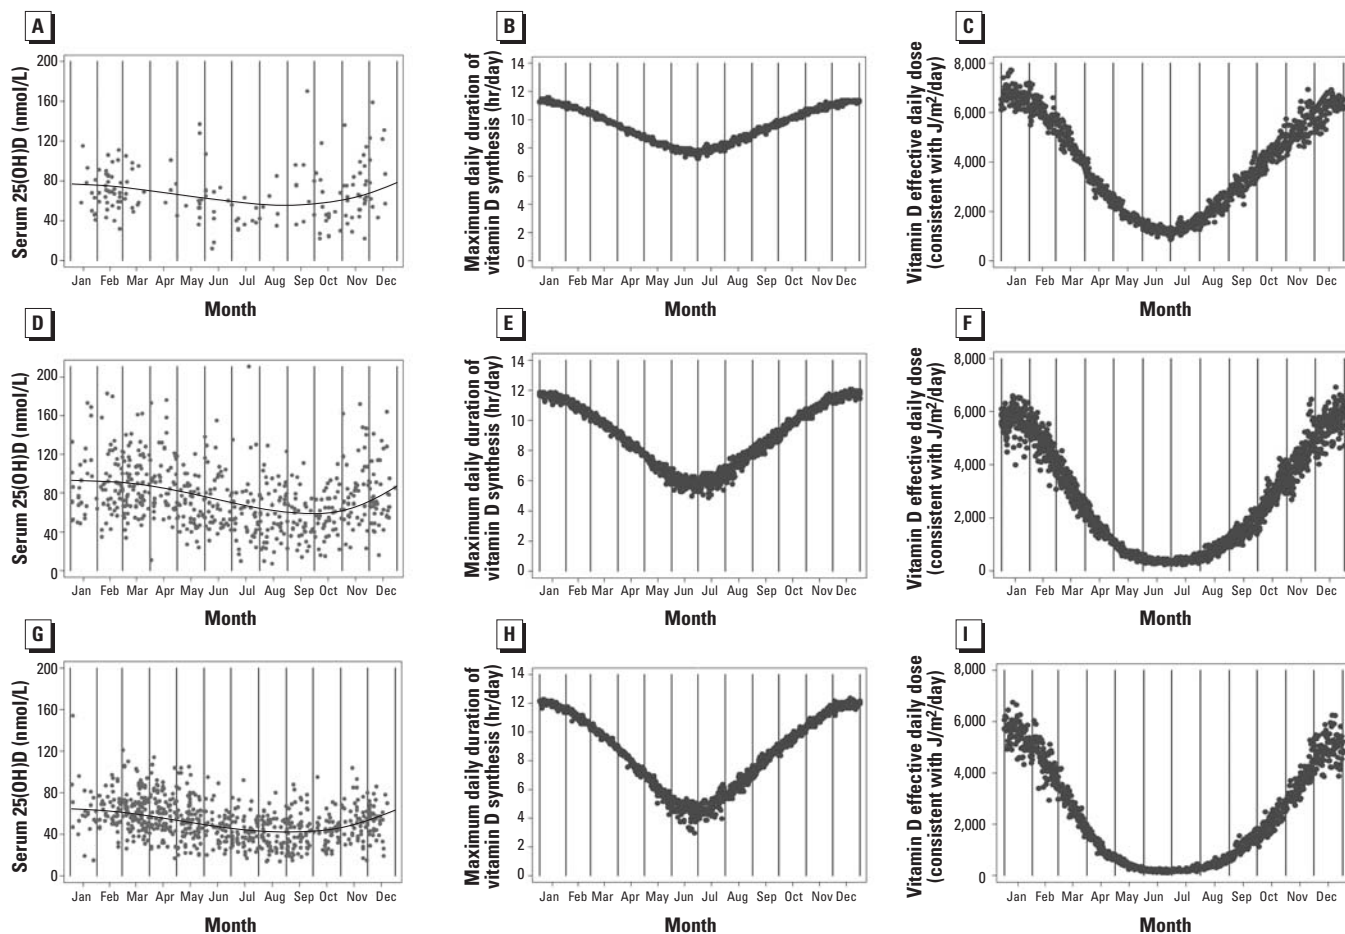 A
Serum 25(OH)D (nmol/L)
200
160
120
80
40
0
Jan Feb Mar Apr May Jun Jul Aug Sep Oct Nov Dec
Month
B
Maximum daily duration of
vitamin D synthesis (hr/day)
14
12
10
8
6
4
2
0
Jan Feb Mar Apr May Jun Jul Aug Sep Oct Nov Dec
Month
C
Vitamin D effective daily dose
(consistent with J/m²/day)
8,000
6,000
4,000
2,000
0
Jan Feb Mar Apr May Jun Jul Aug Sep Oct Nov Dec
Month
D
Serum 25(OH)D (nmol/L)
200
160
120
80
40
0
Jan Feb Mar Apr May Jun Jul Aug Sep Oct Nov Dec
Month
E
Maximum daily duration of
vitamin D synthesis (hr/day)
14
12
10
8
6
4
2
0
Jan Feb Mar Apr May Jun Jul Aug Sep Oct Nov Dec
Month
F
Vitamin D effective daily dose
(consistent with J/m²/day)
8,000
6,000
4,000
2,000
0
Jan Feb Mar Apr May Jun Jul Aug Sep Oct Nov Dec
Month
G
Serum 25(OH)D (nmol/L)
200
160
120
80
40
0
Jan Feb Mar Apr May Jun Jul Aug Sep Oct Nov Dec
Month
H
Maximum daily duration of
vitamin D synthesis (hr/day)
14
12
10
8
6
4
2
0
Jan Feb Mar Apr May Jun Jul Aug Sep Oct Nov Dec
Month
I
Vitamin D effective daily dose
(consistent with J/m²/day)
8,000
6,000
4,000
2,000
0
Jan Feb Mar Apr May Jun Jul Aug Sep Oct Nov Dec
Month